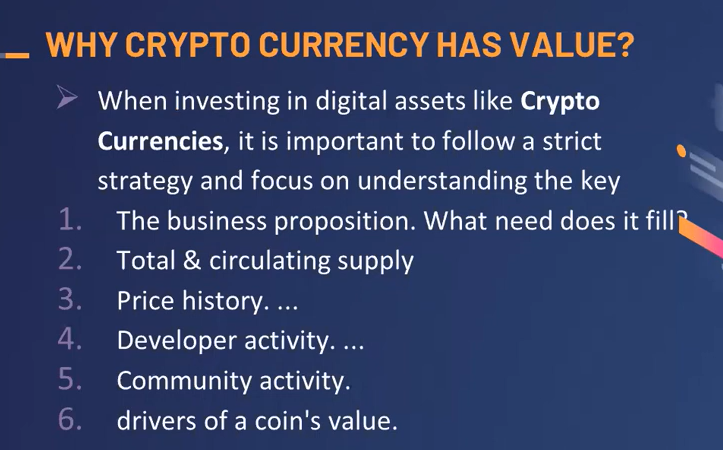 WHY CRYPTO CURRENCY HAS VALUE?
When investing in digital assets like Crypto
Currencies, it is important to follow a strict
strategy and focus on understanding the key
1. The business proposition. What need does it fill?
2. Total & circulating supply
3. Price history. ...
4. Developer activity. ...
5. Community activity.
6. drivers of a coin's value.